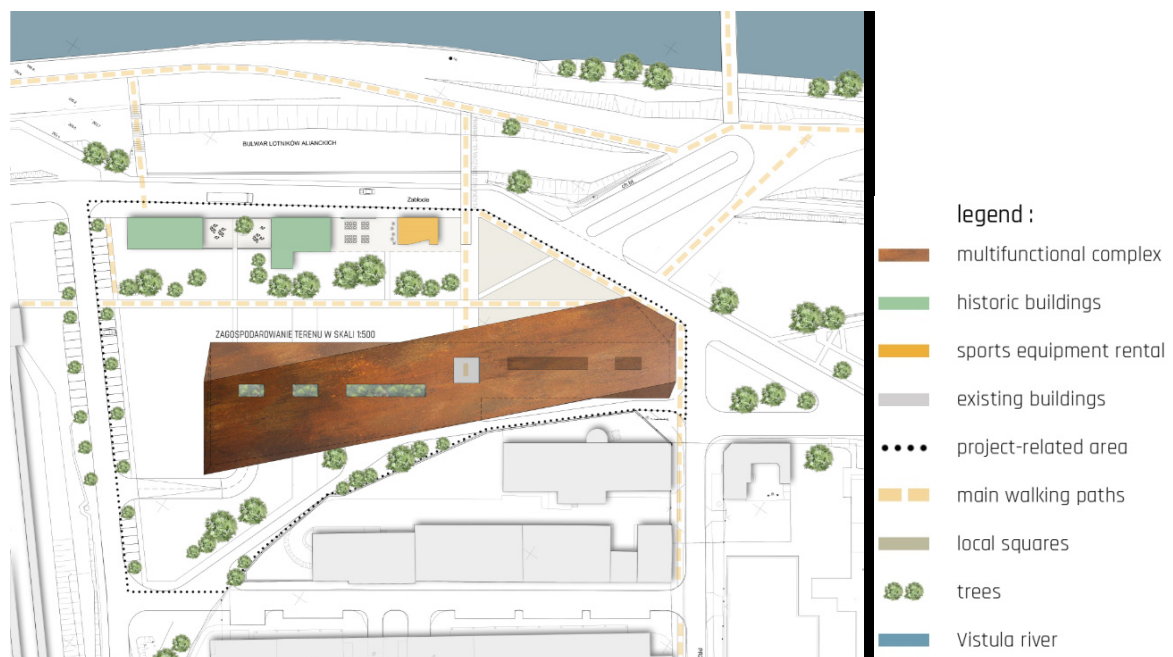 BULWAR LOTNIKÓW ALIANCKICH
Zabłocie
ZAGOSPODAROWANIE TERENU W SKALI 1:500
legend :
multifunctional complex
historic buildings
sports equipment rental
existing buildings
project-related area
main walking paths
local squares
trees
Vistula river